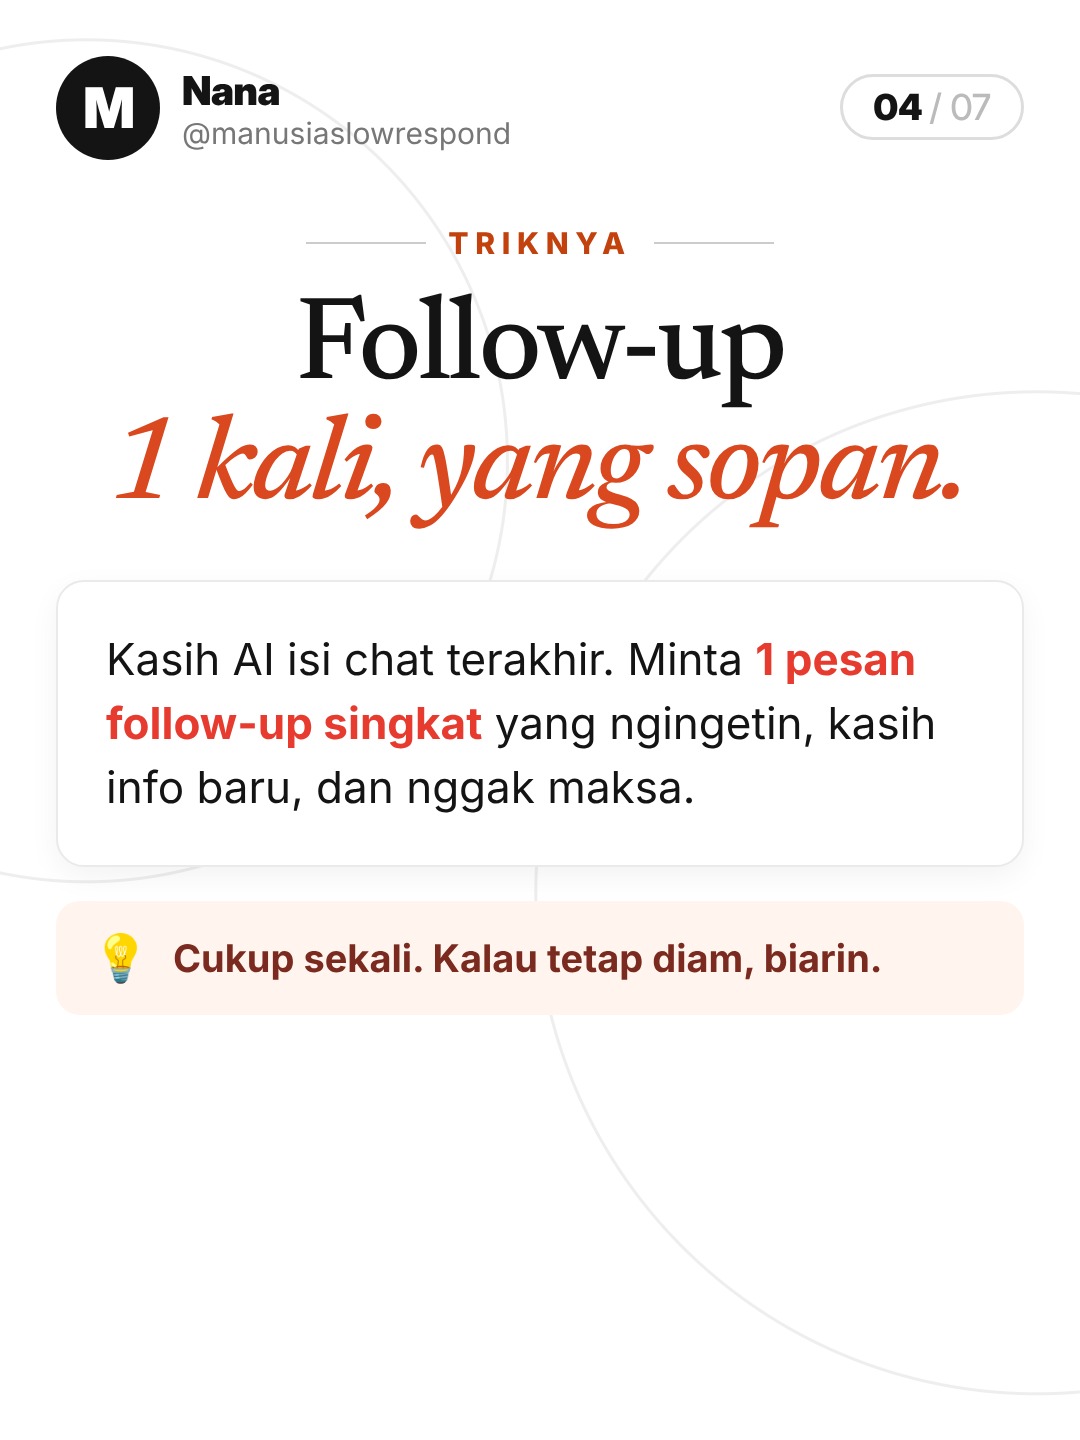 M
Nana
@manusiaslowrespond
04 / 07
TRIKNYA
Follow-up
1 kali, yang sopan.
Kasih AI isi chat terakhir. Minta 1 pesan
follow-up singkat yang ngingetin, kasih
info baru, dan nggak maksa.
💡 Cukup sekali. Kalau tetap diam, biarin.